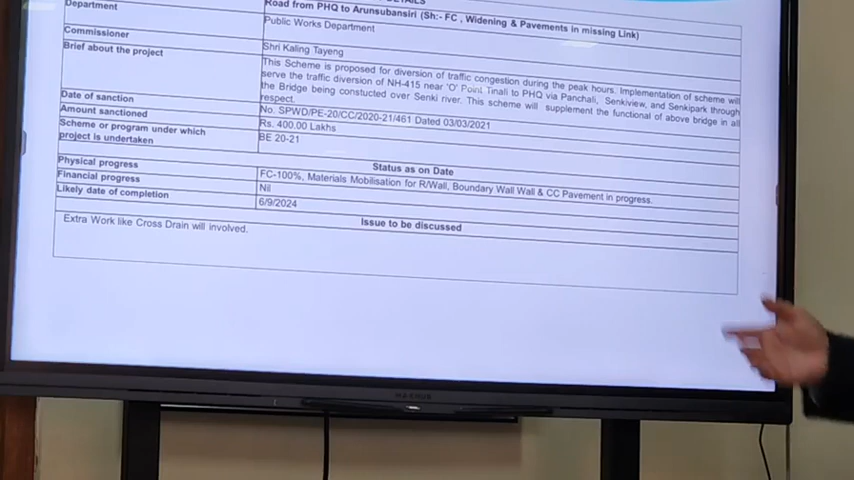 DETAILS
Department
Road from PHQ to Arunsubansiri (Sh:- FC , Widening & Pavements in missing Link)
Public Works Department
Commissioner
Shri Kaling Tayeng
Brief about the project
This Scheme is proposed for diversion of traffic congestion during the peak hours. Implementation of scheme will
serve the traffic diversion of NH-415 near 'O' Point Tinali to PHQ via Panchali, Senkiview, and Senkipark through
the Bridge being constucted over Senki river. This scheme will supplement the functional of above bridge in all
respect.
Date of sanction
No. SPWD/PE-20/CC/2020-21/461 Dated 03/03/2021
Amount sanctioned
Rs. 400.00 Lakhs
Scheme or program under which
project is undertaken
BE 20-21
Status as on Date
Physical progress
FC-100%, Materials Mobilisation for R/Wall, Boundary Wall Wall & CC Pavement in progress.
Financial progress
Nil
Likely date of completion
6/9/2024
Issue to be discussed
Extra Work like Cross Drain will involved.